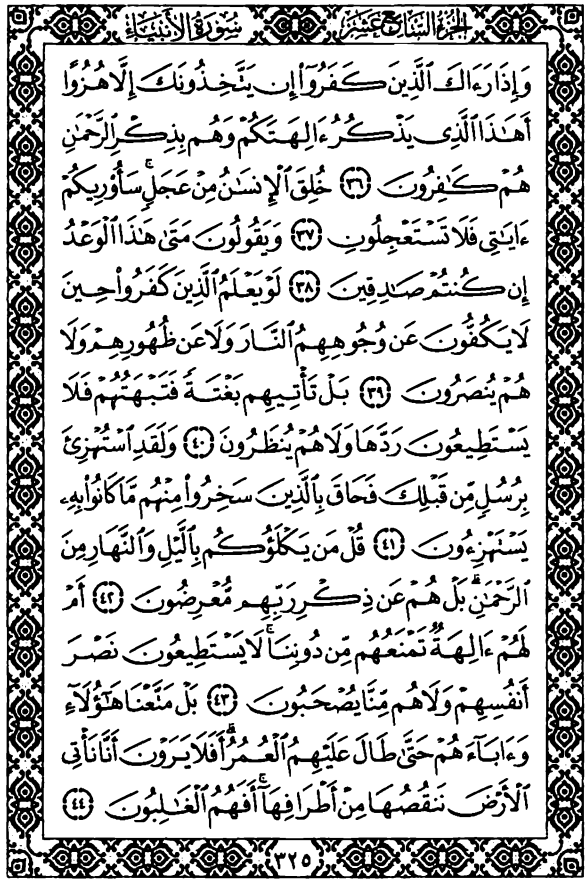 الجزء السابع عشر سورة الأنبياء
وَإِذَا رَءَاكَ ٱلَّذِينَ كَفَرُوٓا۟ إِن يَتَّخِذُونَكَ إِلَّا هُزُوًا
أَهَـٰذَا ٱلَّذِى يَذْكُرُ ءَالِهَتَكُمْ وَهُم بِذِكْرِ ٱلرَّحْمَـٰنِ
هُمْ كَـٰفِرُونَ ٣٦ خُلِقَ ٱلْإِنسَـٰنُ مِنْ عَجَلٍ ۚ سَأُو۟رِيكُمْ
ءَايَـٰتِى فَلَا تَسْتَعْجِلُونِ ٣٧ وَيَقُولُونَ مَتَىٰ هَـٰذَا ٱلْوَعْدُ
إِن كُنتُمْ صَـٰدِقِينَ ٣٨ لَوْ يَعْلَمُ ٱلَّذِينَ كَفَرُوا۟ حِينَ
لَا يَكُفُّونَ عَن وُجُوهِهِمُ ٱلنَّارَ وَلَا عَن ظُهُورِهِمْ وَلَا
هُمْ يُنصَرُونَ ٣٩ بَلْ تَأْتِيهِم بَغْتَةً فَتَبْهَتُهُمْ فَلَا
يَسْتَطِيعُونَ رَدَّهَا وَلَا هُمْ يُنظَرُونَ ٤٠ وَلَقَدِ ٱسْتُهْزِئَ
بِرُسُلٍ مِّن قَبْلِكَ فَحَاقَ بِٱلَّذِينَ سَخِرُوا۟ مِنْهُم مَّا كَانُوا۟ بِهِۦ
يَسْتَهْزِءُونَ ٤١ قُلْ مَن يَكْلَؤُكُم بِٱلَّيْلِ وَٱلنَّهَارِ مِنَ
ٱلرَّحْمَـٰنِ ۗ بَلْ هُمْ عَن ذِكْرِ رَبِّهِم مُّعْرِضُونَ ٤٢ أَمْ
لَهُمْ ءَالِهَةٌ تَمْنَعُهُم مِّن دُونِنَا ۚ لَا يَسْتَطِيعُونَ نَصْرَ
أَنفُسِهِمْ وَلَا هُم مِّنَّا يُصْحَبُونَ ٤٣ بَلْ مَتَّعْنَا هَـٰٓؤُلَآءِ
وَءَابَآءَهُمْ حَتَّىٰ طَالَ عَلَيْهِمُ ٱلْعُمُرُ ۗ أَفَلَا يَرَوْنَ أَنَّا نَأْتِى
ٱلْأَرْضَ نَنقُصُهَا مِنْ أَطْرَافِهَآ ۚ أَفَهُمُ ٱلْغَـٰلِبُونَ ٤٤
٣٢٥